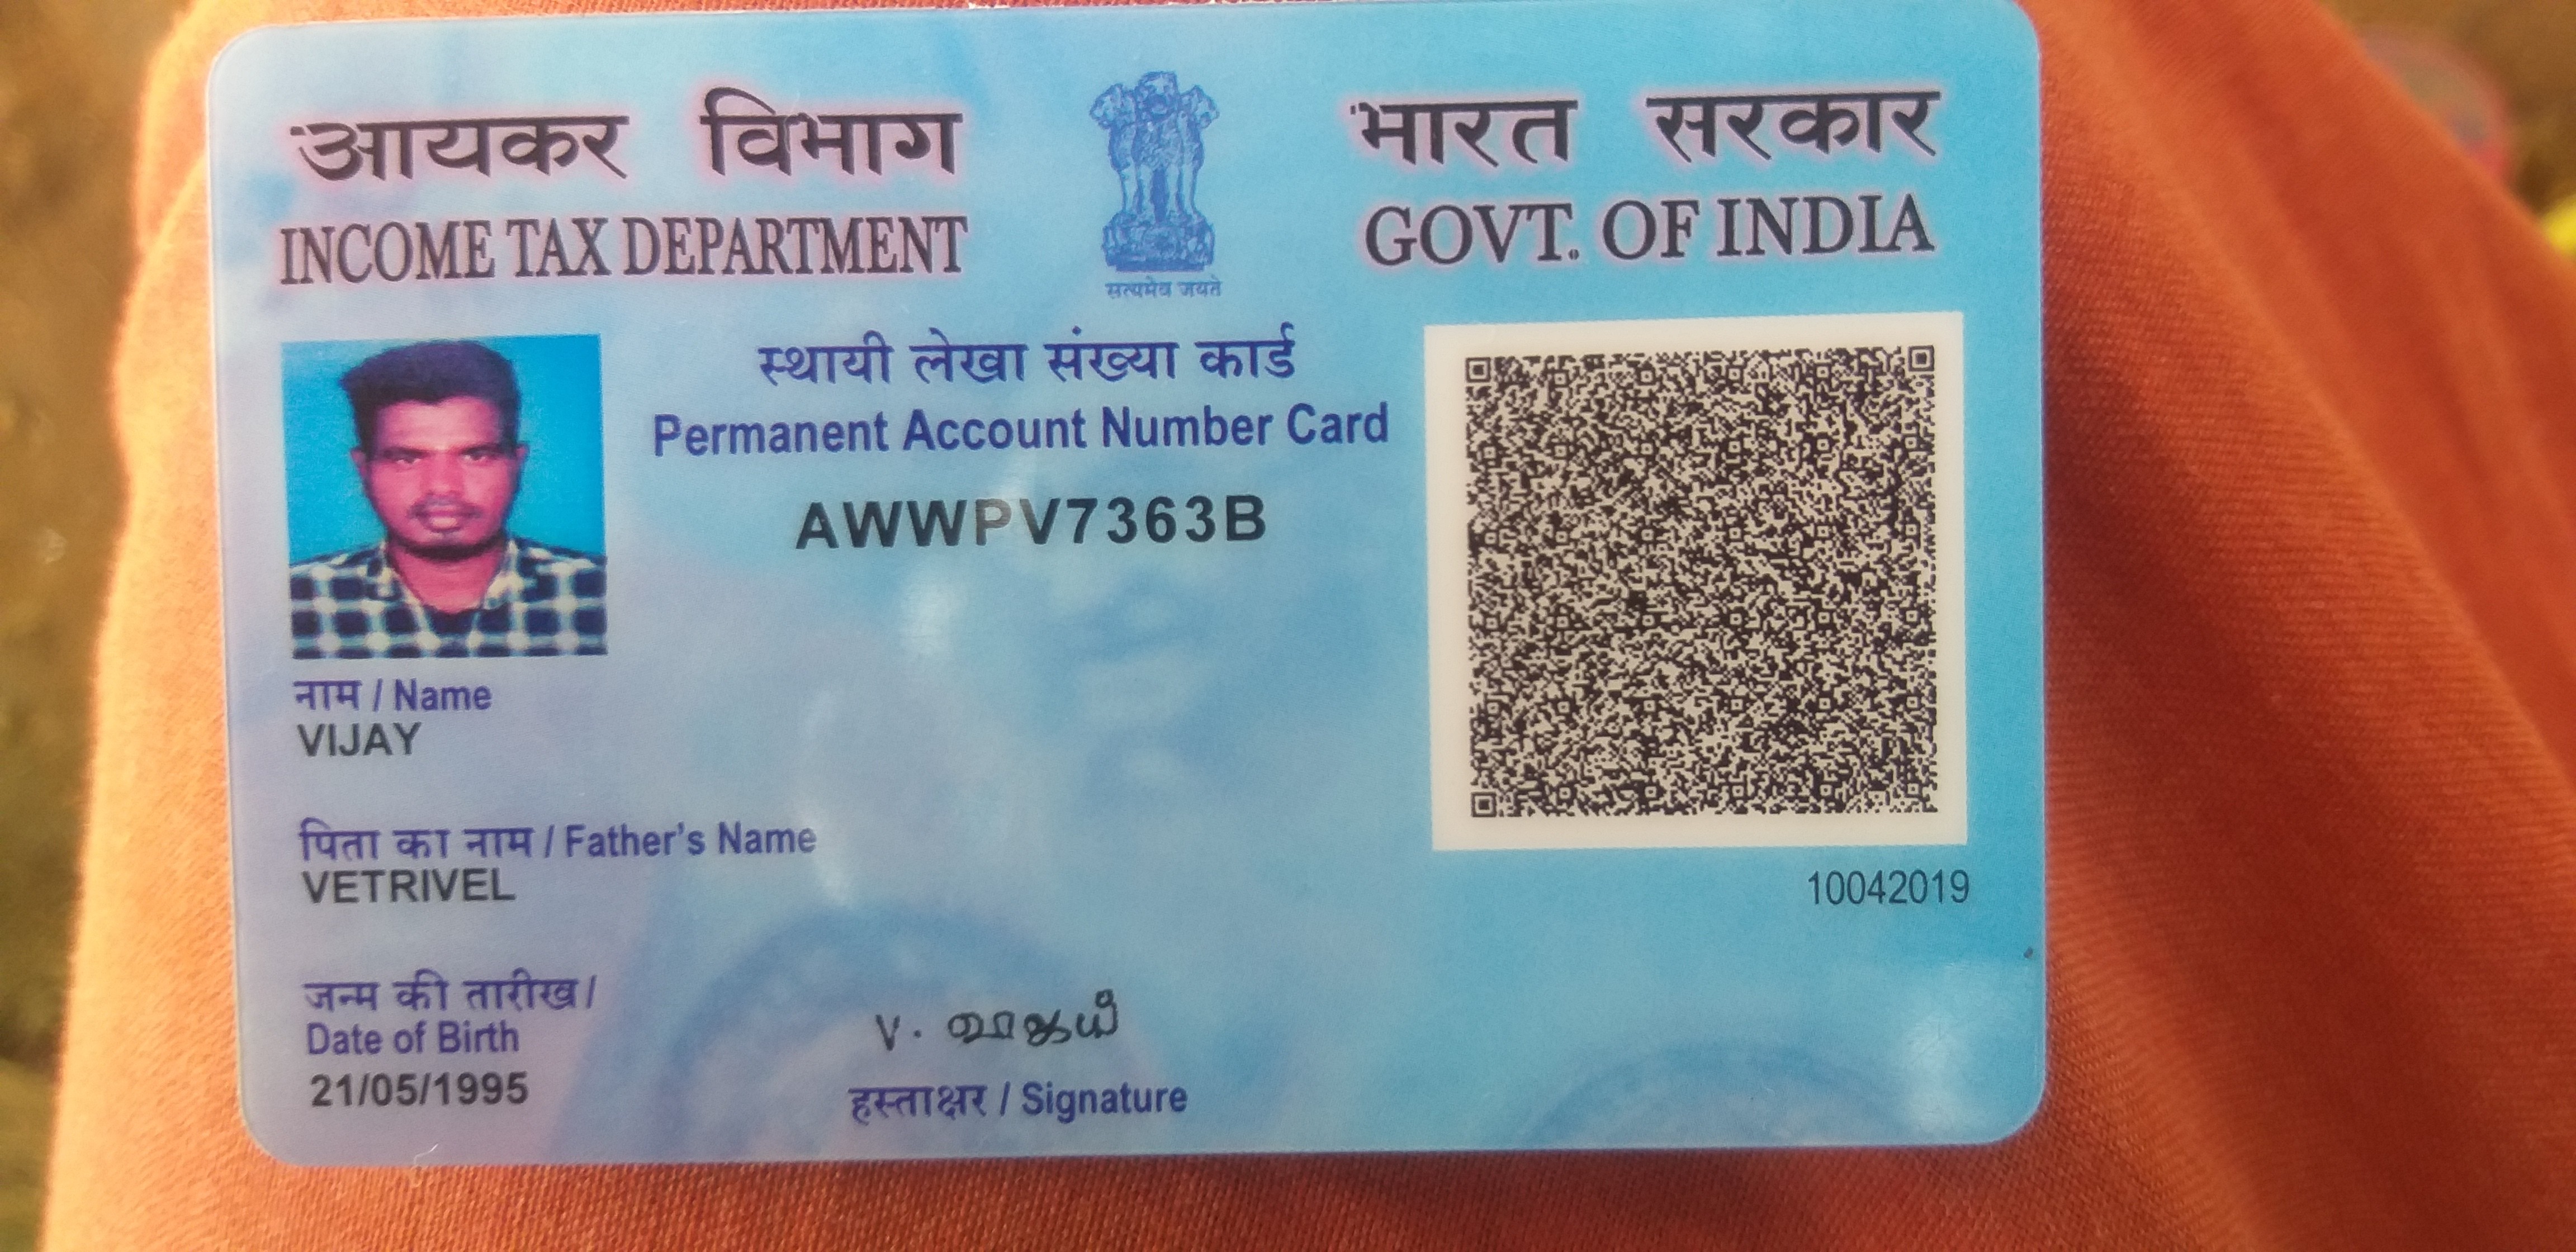 आयकर विभाग
INCOME TAX DEPARTMENT
सत्यमेव जयते
भारत सरकार
GOVT. OF INDIA
स्थायी लेखा संख्या कार्ड
Permanent Account Number Card
AWWPV7363B
नाम / Name
VIJAY
पिता का नाम / Father's Name
VETRIVEL
10042019
जन्म की तारीख /
Date of Birth
21/05/1995
V.
हस्ताक्षर / Signature